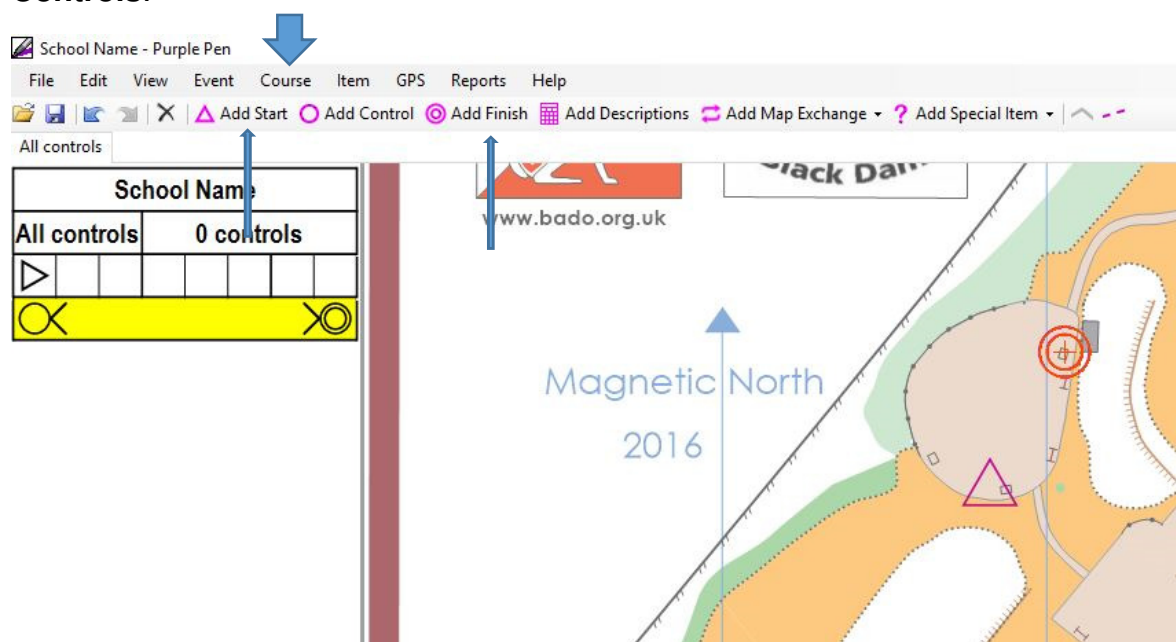 School Name - Purple Pen
File Edit View Event Course Item GPS Reports Help
Add Start Add Control Add Finish Add Descriptions Add Map Exchange ? Add Special Item
All controls
School Name
All controls 0 controls
www.bado.org.uk
Magnetic North
2016